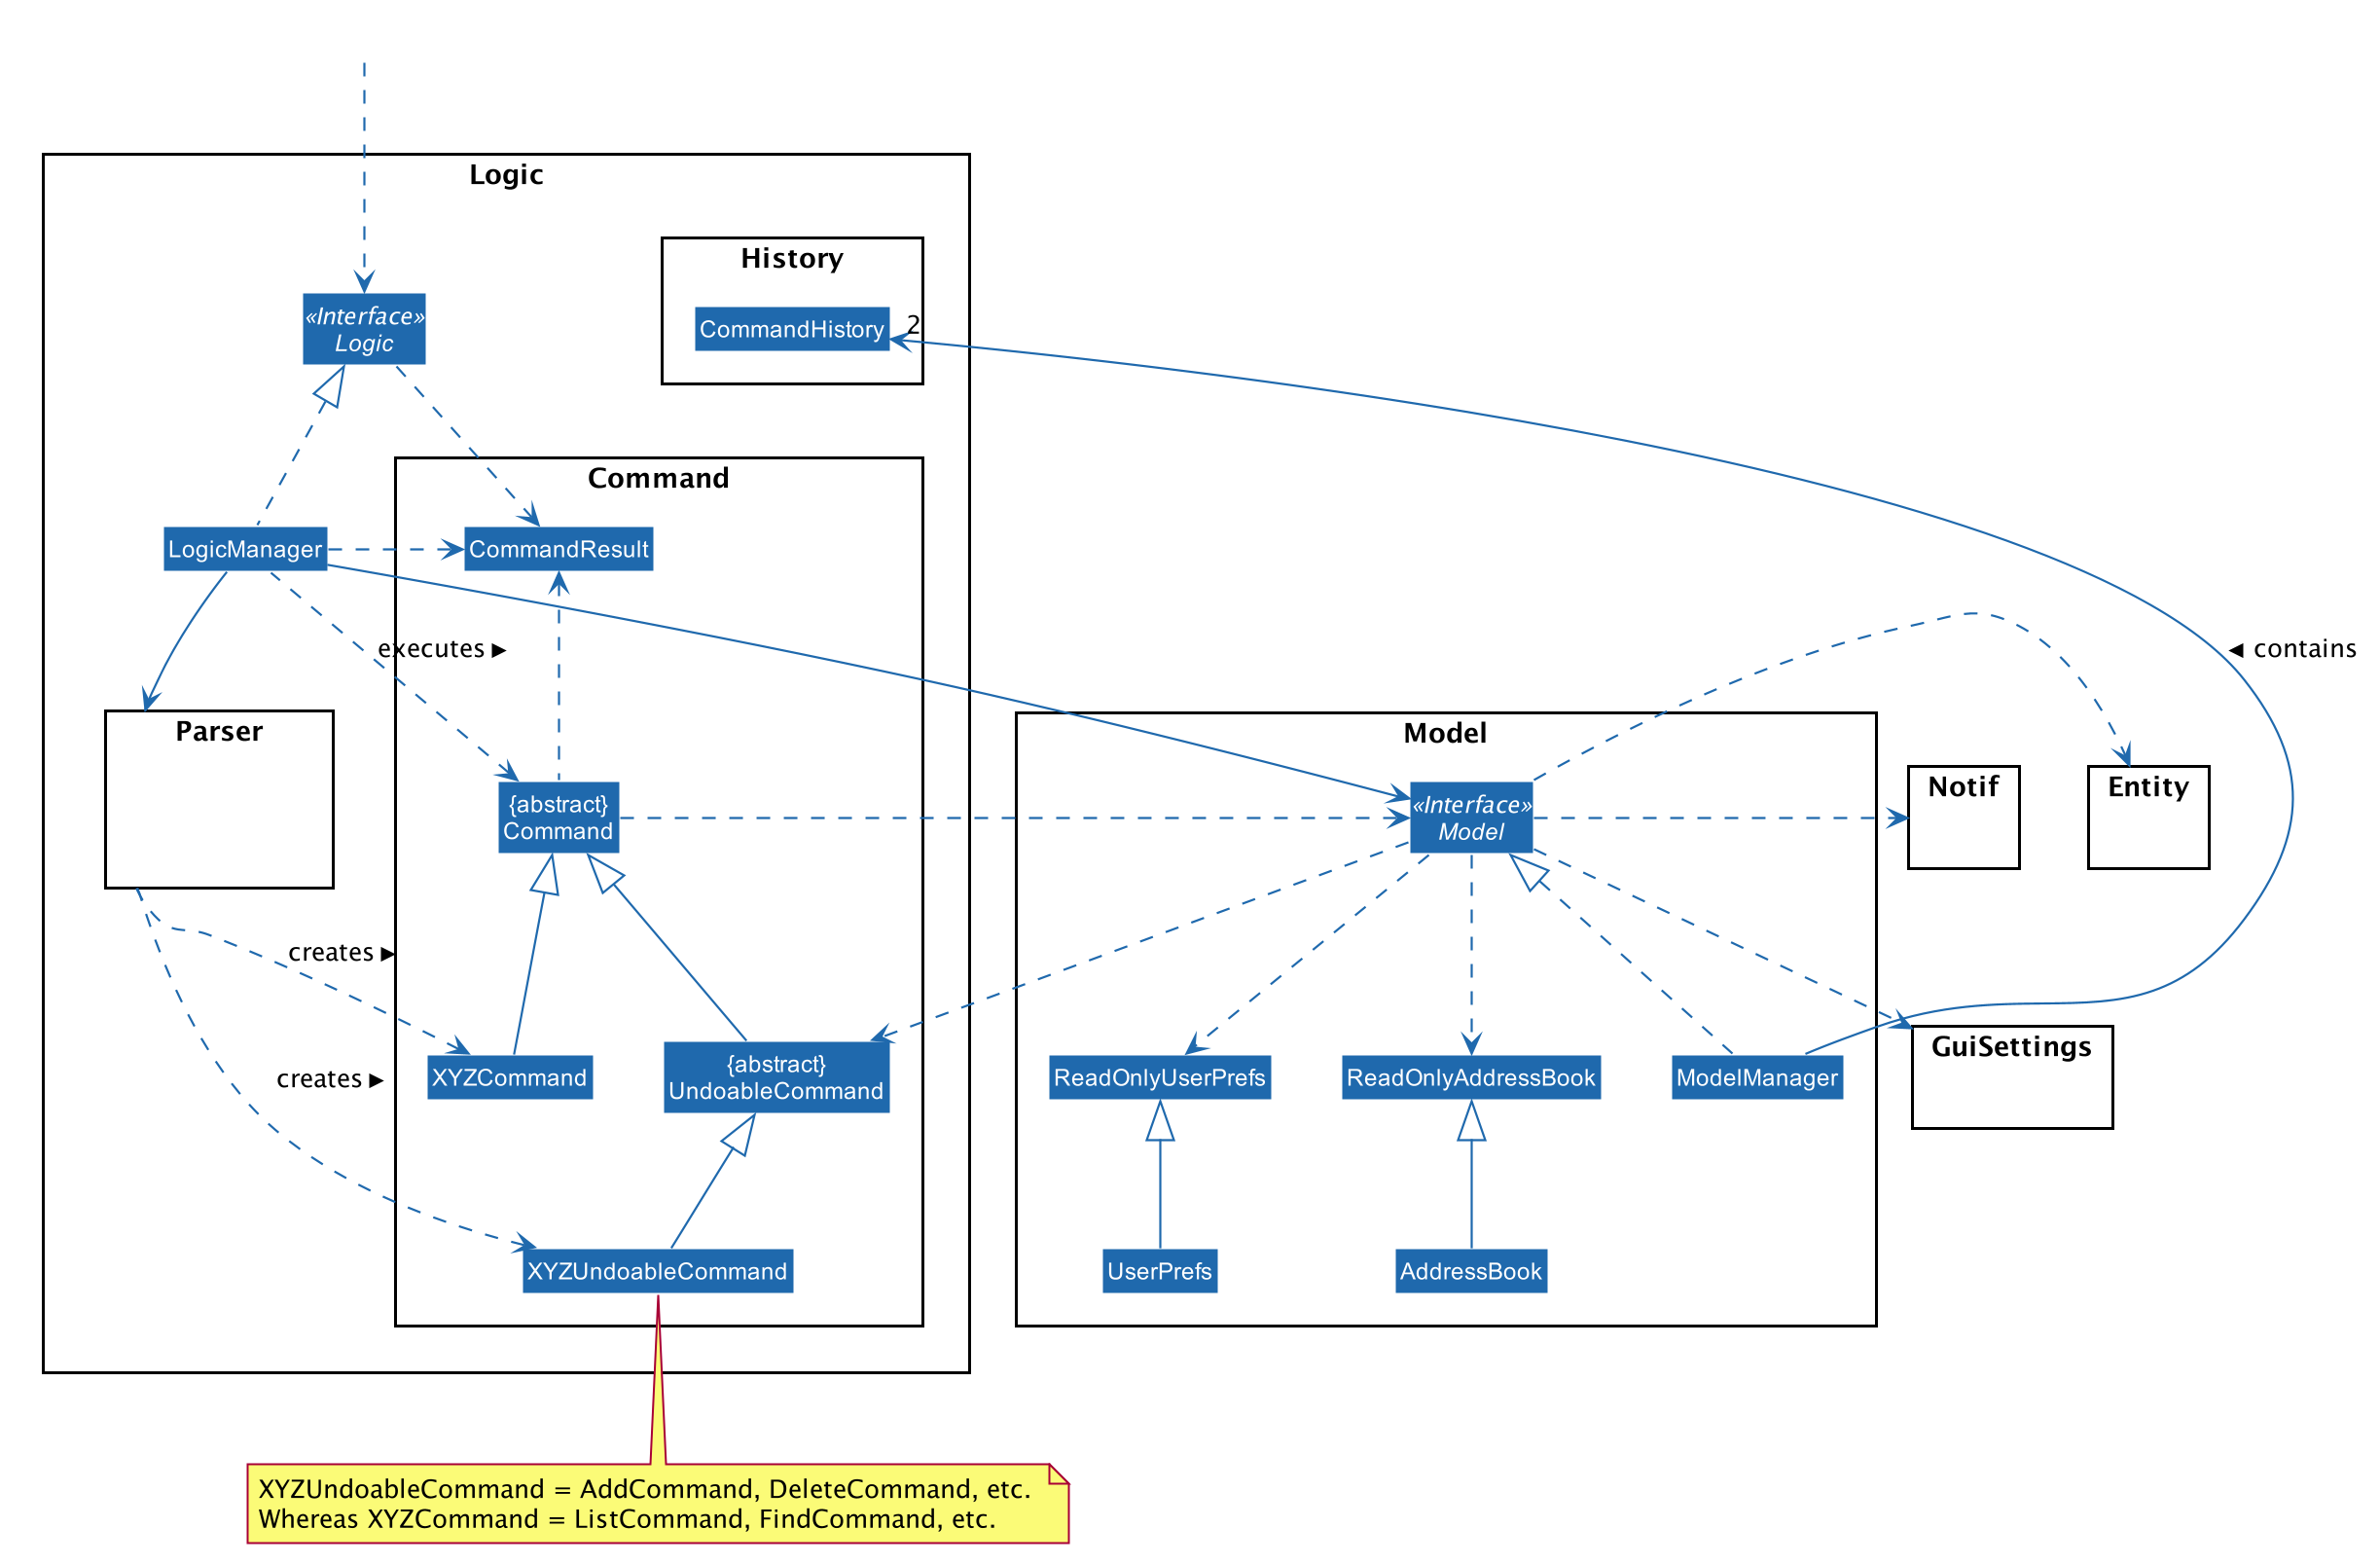 Logic
History
«Interface»
Logic
CommandHistory
2
Command
LogicManager
CommandResult
executes ►
◄ contains
Parser
Model
{abstract}
Command
«Interface»
Model
Notif
Entity
creates ►
creates ►
XYZCommand
{abstract}
UndoableCommand
ReadOnlyUserPrefs
ReadOnlyAddressBook
ModelManager
GuiSettings
XYZUndoableCommand
UserPrefs
AddressBook
XYZUndoableCommand = AddCommand, DeleteCommand, etc.
Whereas XYZCommand = ListCommand, FindCommand, etc.